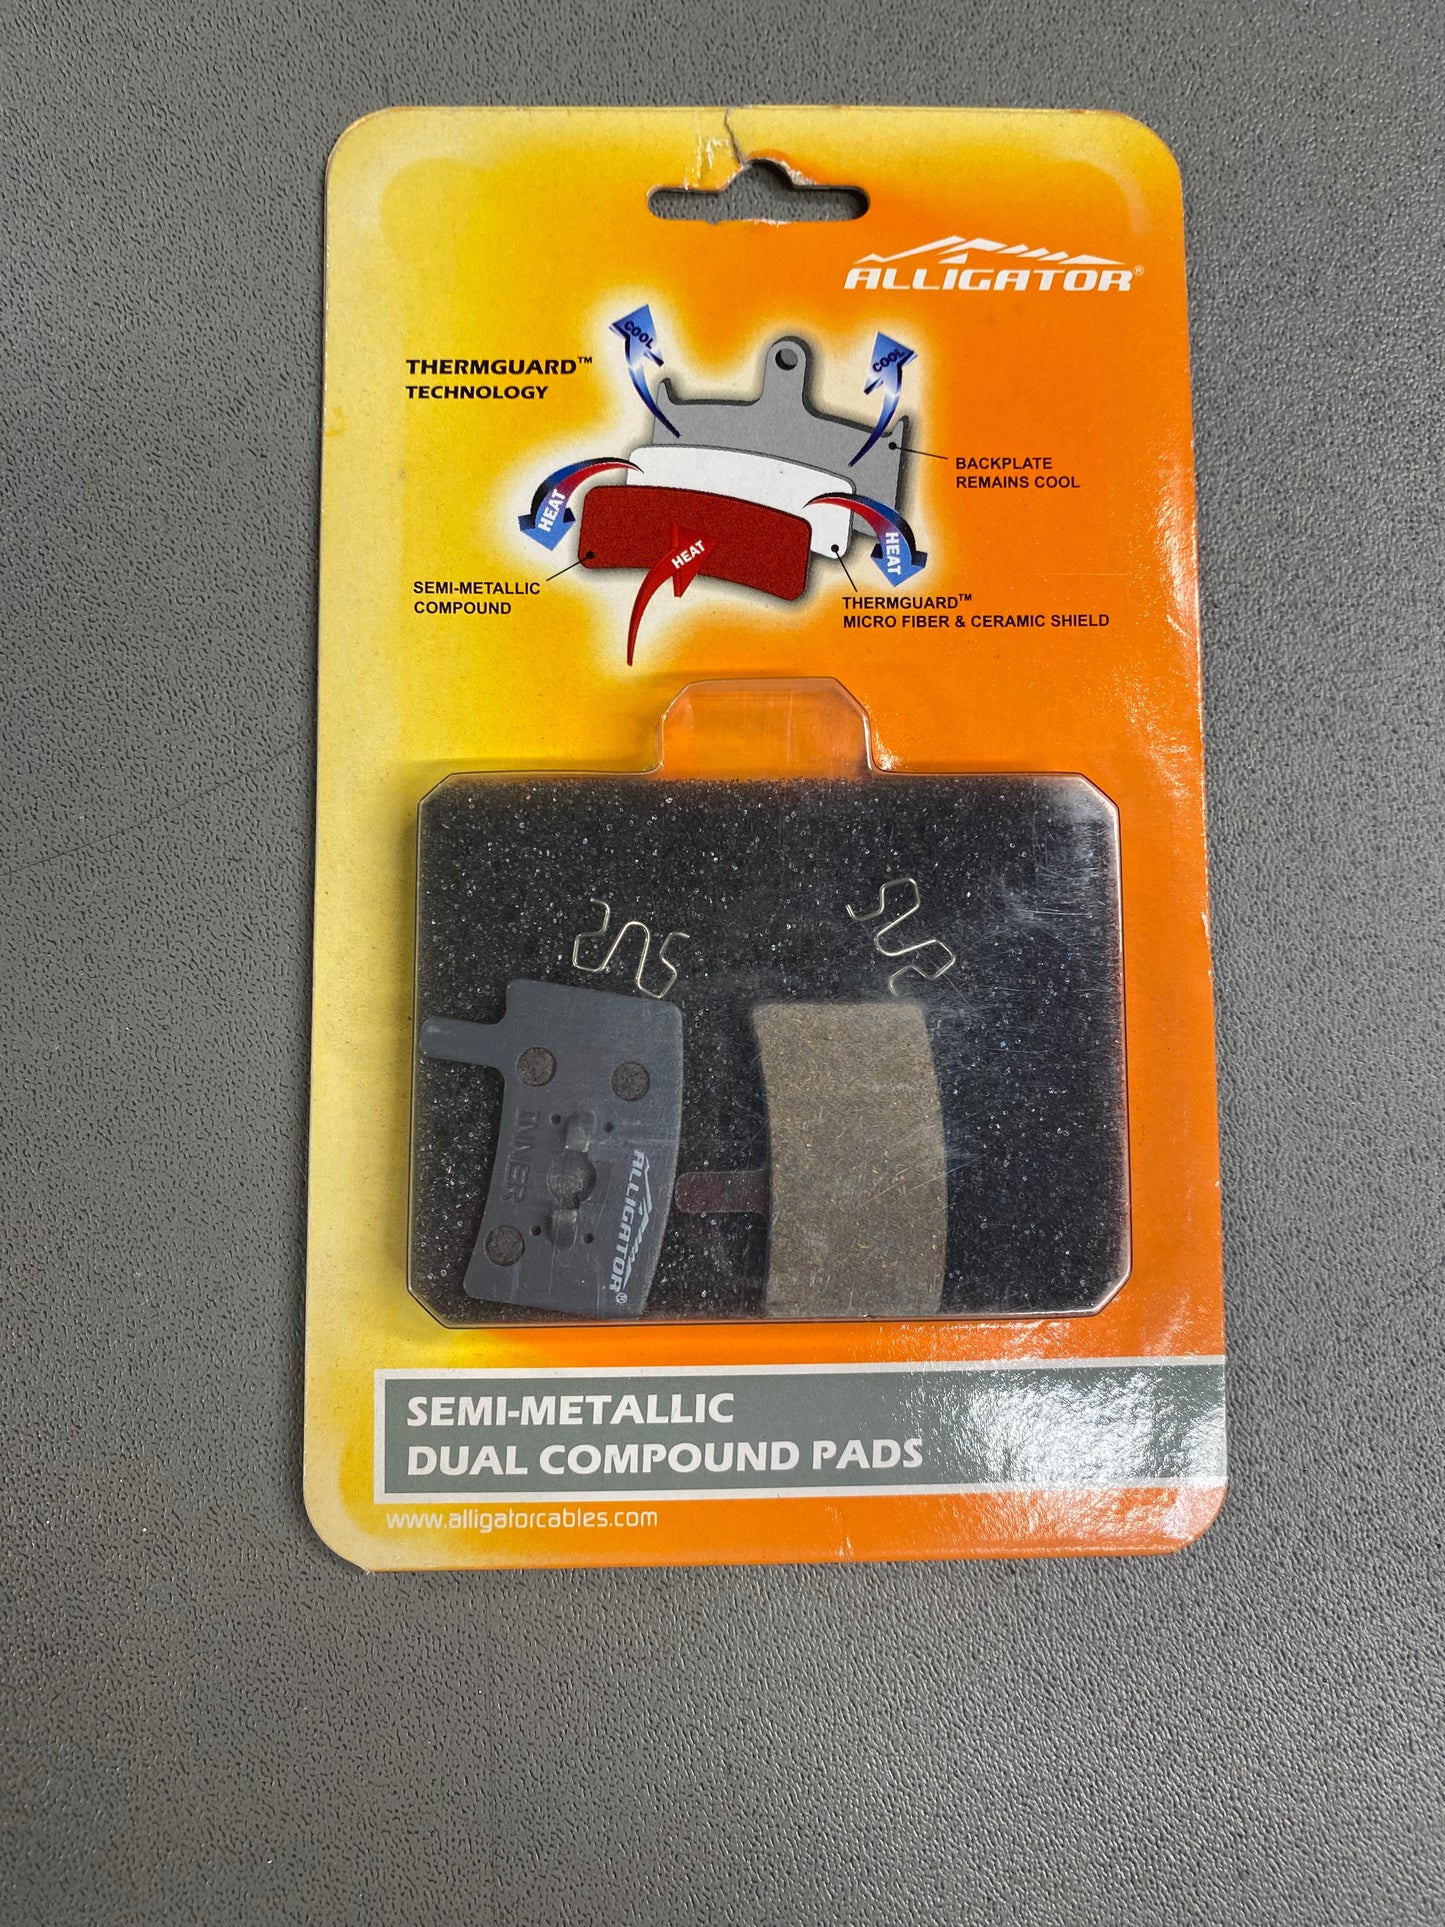 ALLIGATOR®
THERMGUARD™
TECHNOLOGY
COOL
COOL
BACKPLATE
REMAINS COOL
HEAT
HEAT
HEAT
SEMI-METALLIC
COMPOUND
THERMGUARD™
MICRO FIBER & CERAMIC SHIELD
INNER
ALLIGATOR®
SEMI-METALLIC
DUAL COMPOUND PADS
www.alligatorcables.com